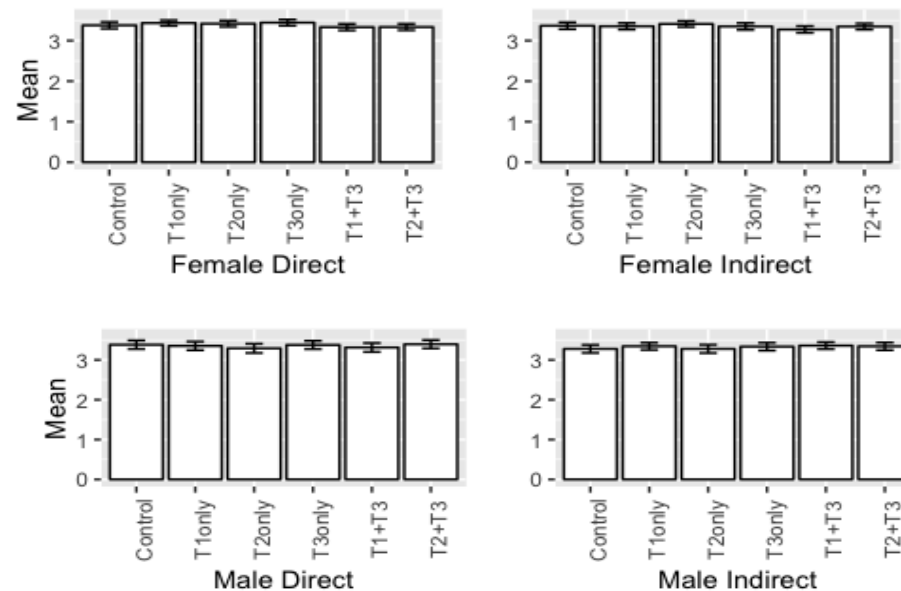 Mean
3
2
1
0
Control
T1only
T2only
T3only
T1+T3
T2+T3
Female Direct
3
2
1
0
Control
T1only
T2only
T3only
T1+T3
T2+T3
Female Indirect
Mean
3
2
1
0
Control
T1only
T2only
T3only
T1+T3
T2+T3
Male Direct
3
2
1
0
Control
T1only
T2only
T3only
T1+T3
T2+T3
Male Indirect